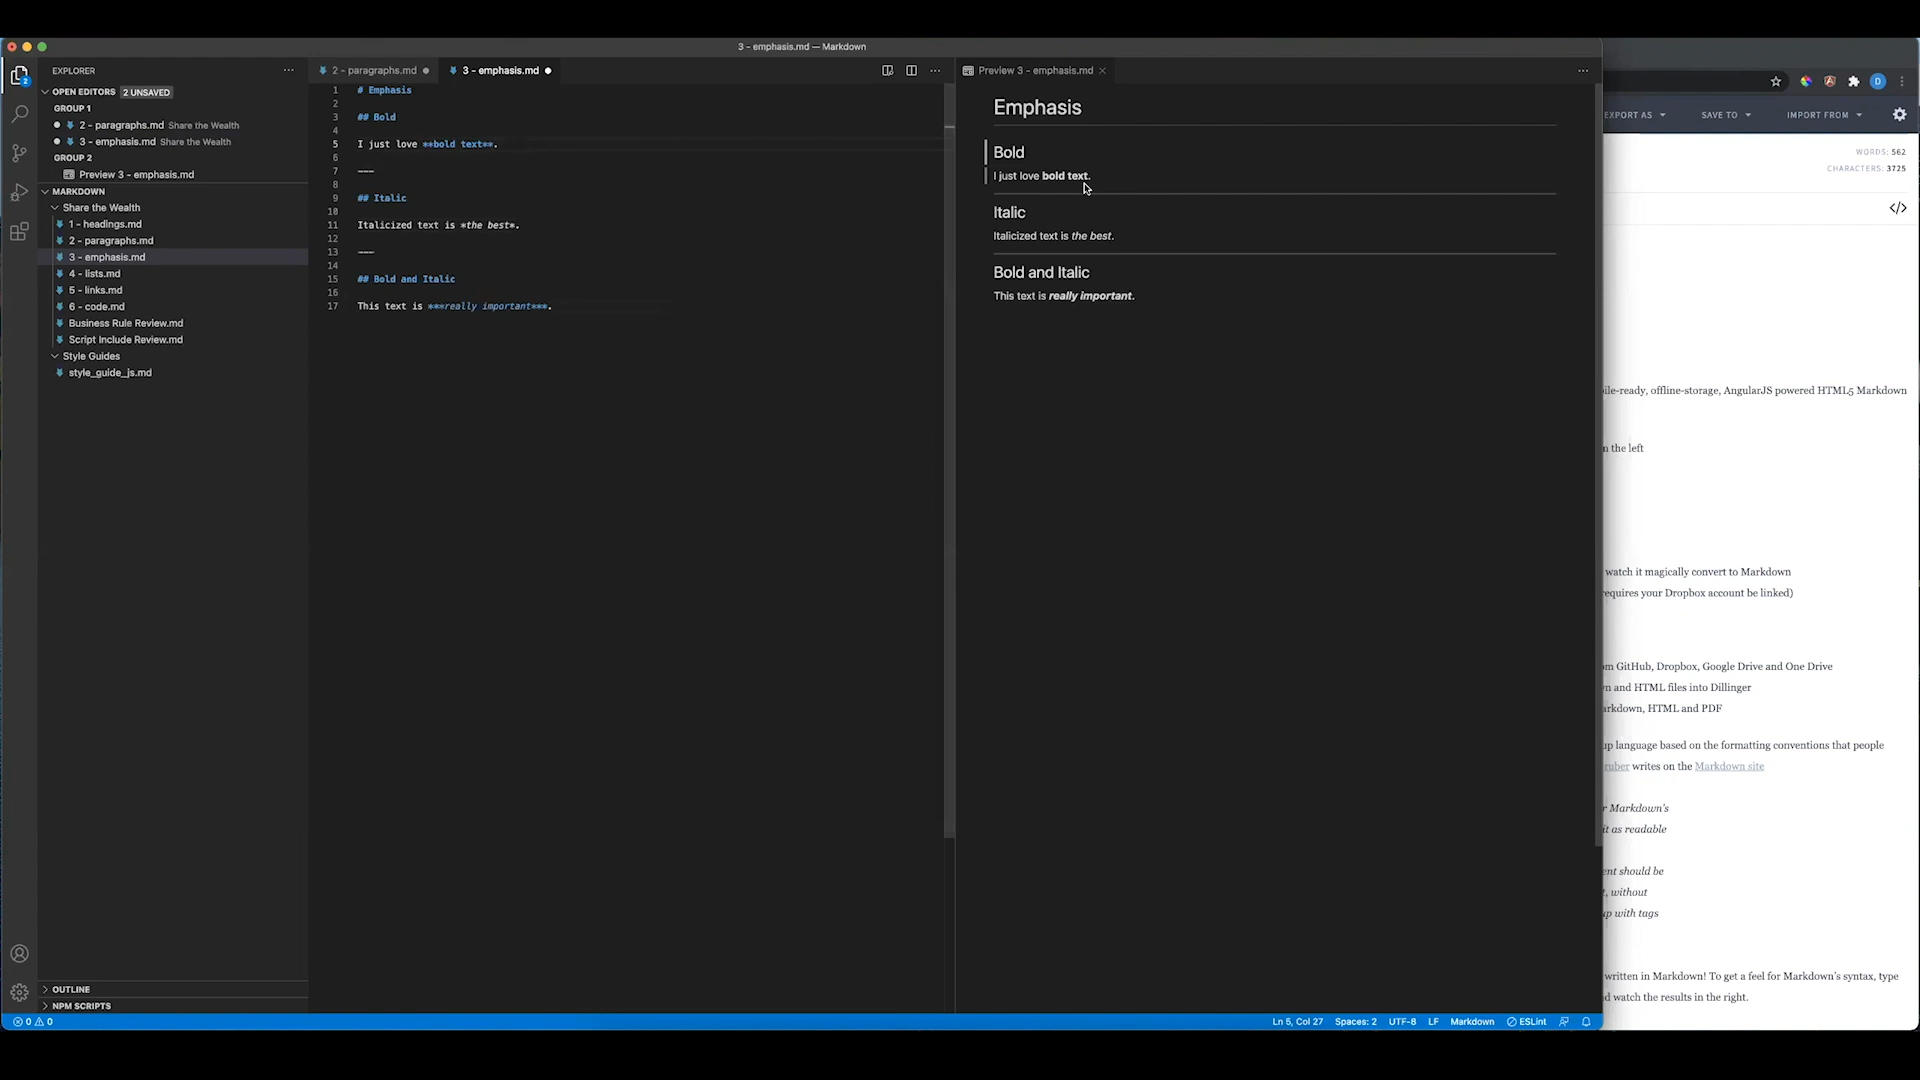 3 - emphasis.md — Markdown
EXPLORER
OPEN EDITORS 2 UNSAVED
GROUP 1
2 - paragraphs.md Share the Wealth
3 - emphasis.md Share the Wealth
GROUP 2
Preview 3 - emphasis.md
MARKDOWN
Share the Wealth
1 - headings.md
2 - paragraphs.md
3 - emphasis.md
4 - lists.md
5 - links.md
6 - code.md
Business Rule Review.md
Script Include Review.md
Style Guides
style_guide_js.md
OUTLINE
NPM SCRIPTS
2 - paragraphs.md
3 - emphasis.md
1 # Emphasis
2
3 ## Bold
4
5 I just love **bold text**.
6
7 ---
8
9 ## Italic
10
11 Italicized text is *the best*.
12
13 ---
14
15 ## Bold and Italic
16
17 This text is ***really important***.
Preview 3 - emphasis.md
Emphasis
Bold
I just love bold text.
Italic
Italicized text is the best.
Bold and Italic
This text is really important.
D
EXPORT AS SAVE TO IMPORT FROM
WORDS: 562
CHARACTERS: 3725
</>
ile-ready, offline-storage, AngularJS powered HTML5 Markdown
n the left
watch it magically convert to Markdown
equires your Dropbox account be linked)
om GitHub, Dropbox, Google Drive and One Drive
n and HTML files into Dillinger
arkdown, HTML and PDF
up language based on the formatting conventions that people
ruber writes on the Markdown site
r Markdown's
it as readable
ent should be
t, without
up with tags
written in Markdown! To get a feel for Markdown's syntax, type
d watch the results in the right.
0 0
Ln 5, Col 27 Spaces: 2 UTF-8 LF Markdown ESLint